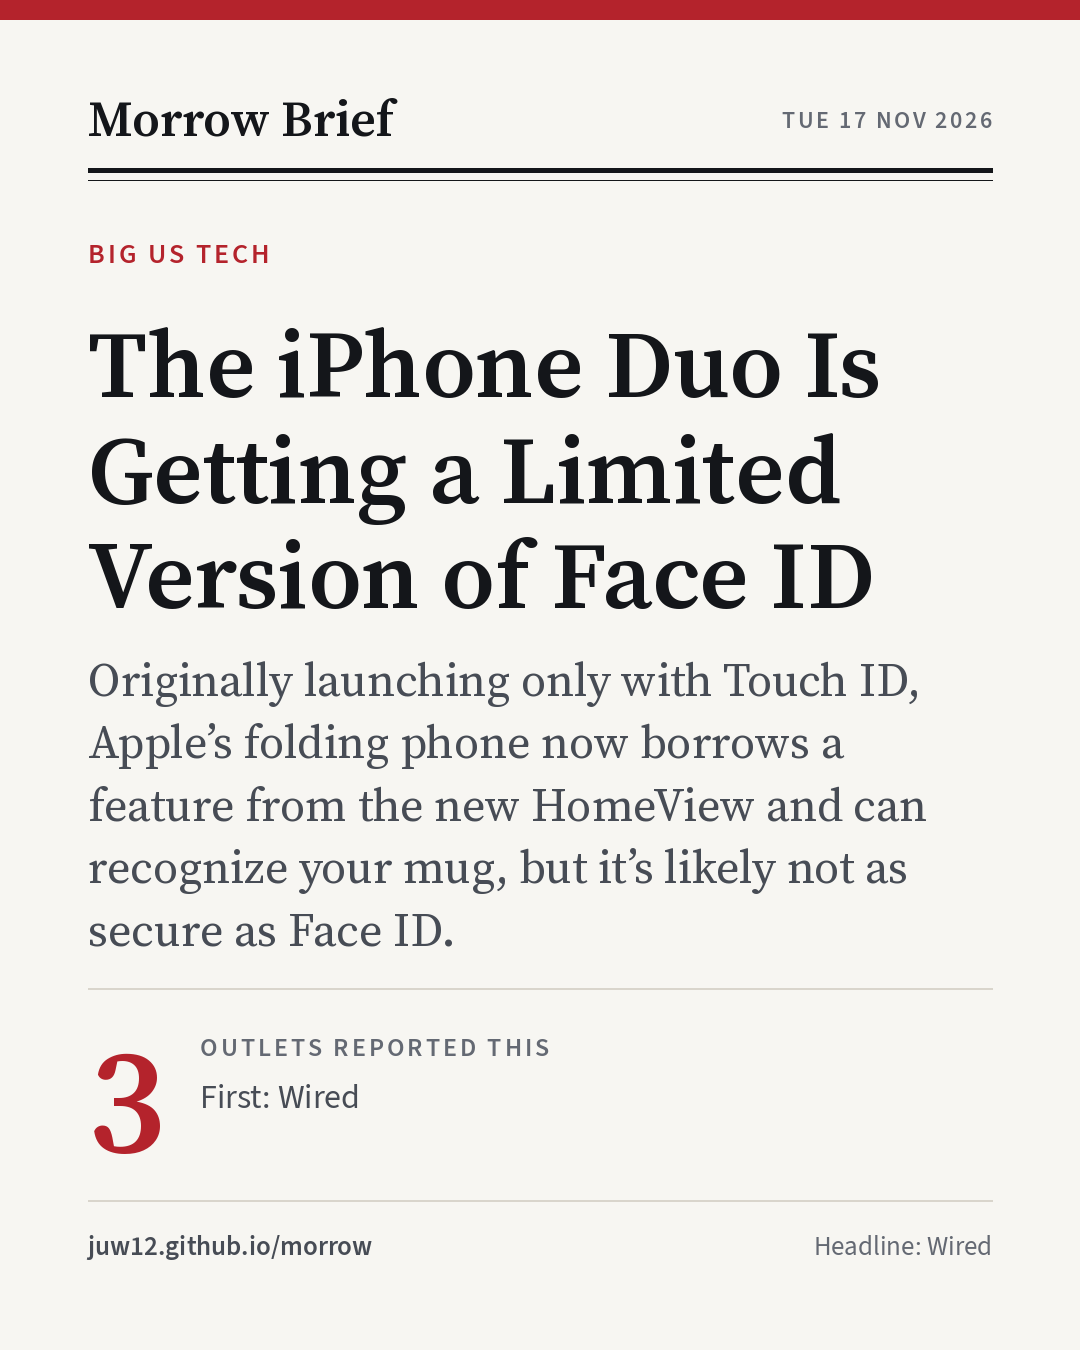 Morrow Brief
TUE 17 NOV 2026
BIG US TECH
The iPhone Duo Is
Getting a Limited
Version of Face ID
Originally launching only with Touch ID,
Apple’s folding phone now borrows a
feature from the new HomeView and can
recognize your mug, but it’s likely not as
secure as Face ID.
3
OUTLETS REPORTED THIS
First: Wired
juw12.github.io/morrow
Headline: Wired